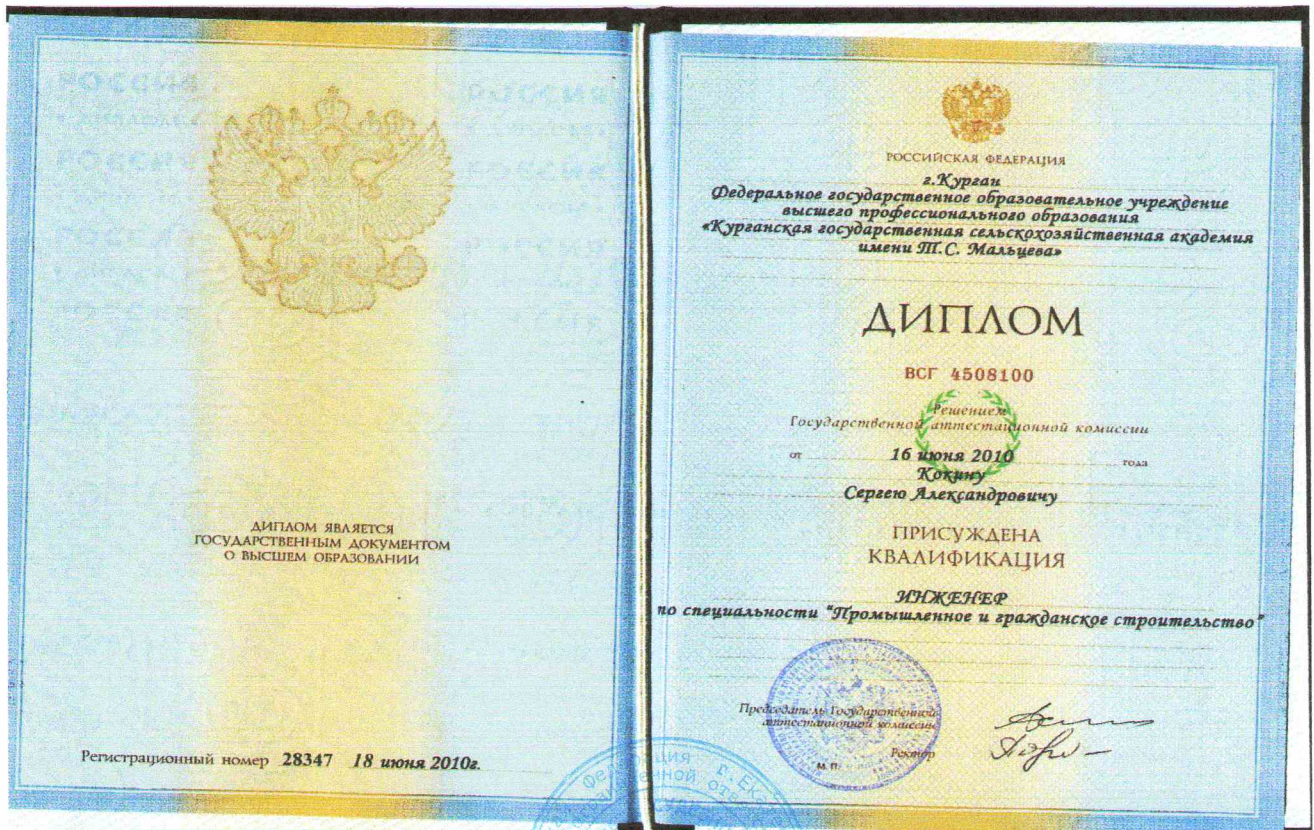 ДИПЛОМ ЯВЛЯЕТСЯ
ГОСУДАРСТВЕННЫМ ДОКУМЕНТОМ
О ВЫСШЕМ ОБРАЗОВАНИИ
Регистрационный номер 28347 18 июня 2010г.
РОССИЙСКАЯ ФЕДЕРАЦИЯ
г.Курган
Федеральное государственное образовательное учреждение
высшего профессионального образования
«Курганская государственная сельскохозяйственная академия
имени Т.С. Мальцева»
ДИПЛОМ
ВСГ 4508100
Решением
Государственной аттестационной комиссии
от 16 июня 2010 года
Кокину
Сергею Александровичу
ПРИСУЖДЕНА
КВАЛИФИКАЦИЯ
ИНЖЕНЕР
по специальности "Промышленное и гражданское строительство"
Председатель Государственной
аттестационной комиссии
Ректор
М.П.